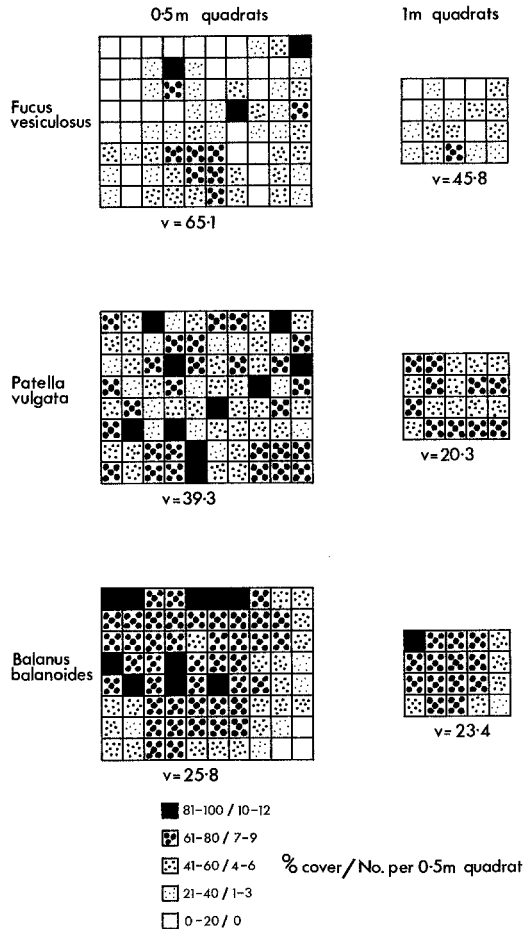 0·5m quadrats
1m quadrats
Fucus
vesiculosus
v = 65·1
v = 45·8
Patella
vulgata
v = 39·3
v = 20·3
Balanus
balanoides
v = 25·8
v = 23·4
81–100 / 10–12
61–80 / 7–9
41–60 / 4–6
% cover / No. per 0·5m quadrat
21–40 / 1–3
0–20 / 0